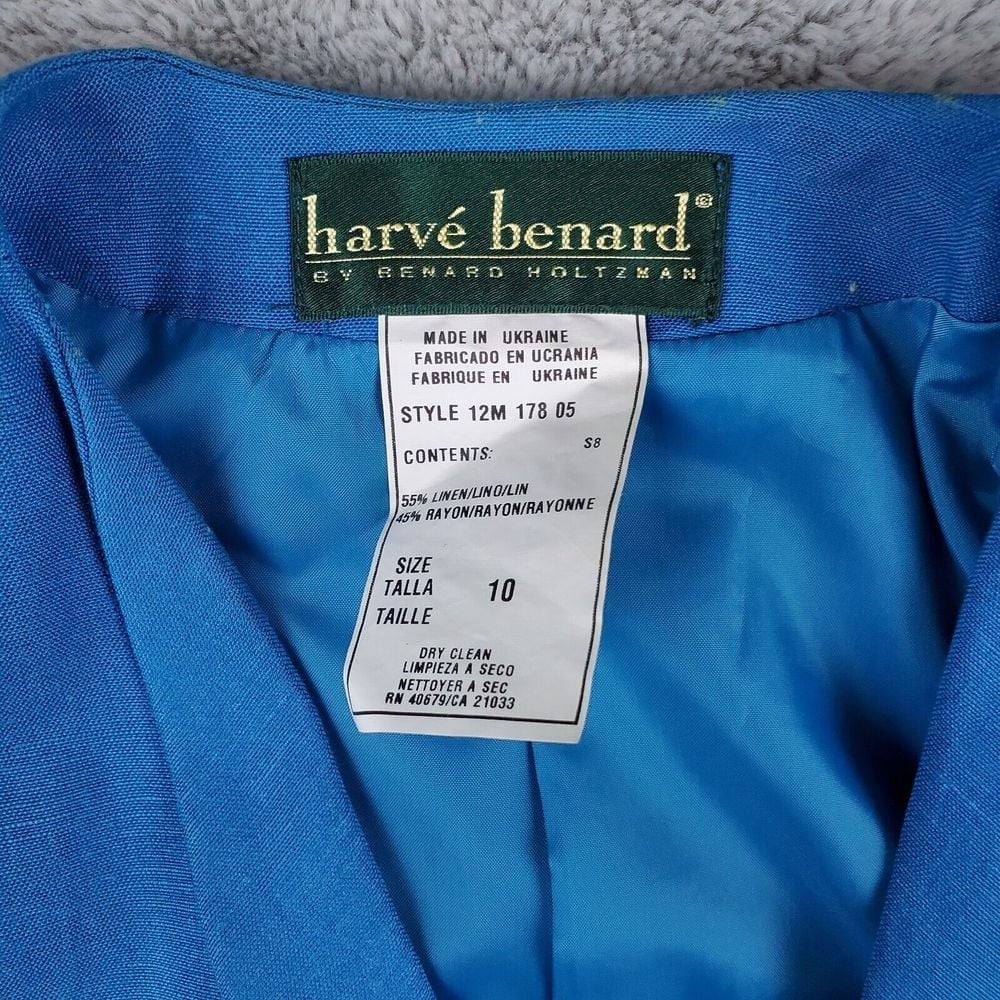 harvé benard®
BY BENARD HOLTZMAN
MADE IN UKRAINE
FABRICADO EN UCRANIA
FABRIQUE EN UKRAINE
STYLE 12M 178 05
CONTENTS: S8
55% LINEN/LINO/LIN
45% RAYON/RAYON/RAYONNE
SIZE
TALLA 10
TAILLE
DRY CLEAN
LIMPIEZA A SECO
NETTOYER A SEC
RN 40679/CA 21033